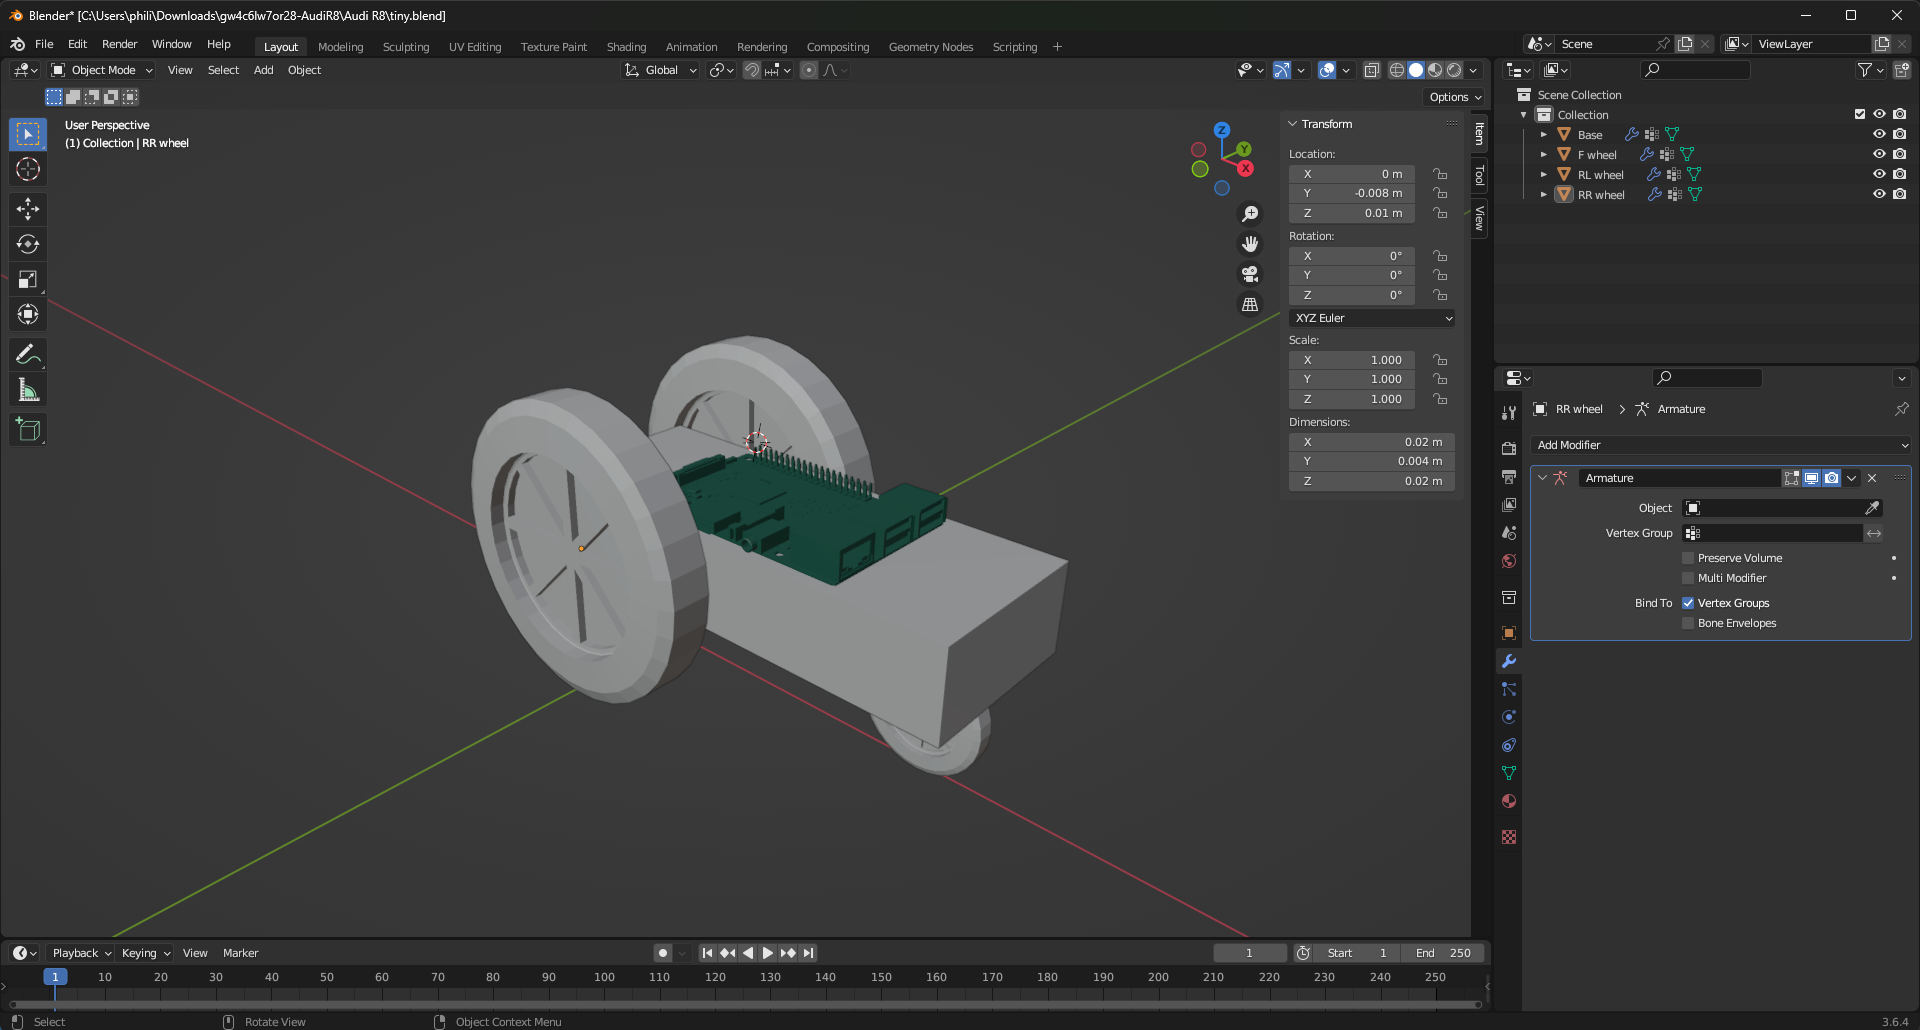 Blender* [C:\Users\phili\Downloads\gw4c6lw7or28-AudiR8\Audi R8\tiny.blend]
File Edit Render Window Help Layout Modeling Sculpting UV Editing Texture Paint Shading Animation Rendering Compositing Geometry Nodes Scripting + Scene ViewLayer
Object Mode View Select Add Object Global
Options
User Perspective
(1) Collection | RR wheel
Z
Y
X
Item
Tool
View
Transform
Location:
X 0 m
Y -0.008 m
Z 0.01 m
Rotation:
X 0°
Y 0°
Z 0°
XYZ Euler
Scale:
X 1.000
Y 1.000
Z 1.000
Dimensions:
X 0.02 m
Y 0.004 m
Z 0.02 m
Scene Collection
Collection
Base
F wheel
RL wheel
RR wheel
RR wheel > Armature
Add Modifier
Armature
Object
Vertex Group
Preserve Volume
Multi Modifier
Bind To Vertex Groups
Bone Envelopes
Playback Keying View Marker 1 Start 1 End 250
1 10 20 30 40 50 60 70 80 90 100 110 120 130 140 150 160 170 180 190 200 210 220 230 240 250
Select Rotate View Object Context Menu 3.6.4